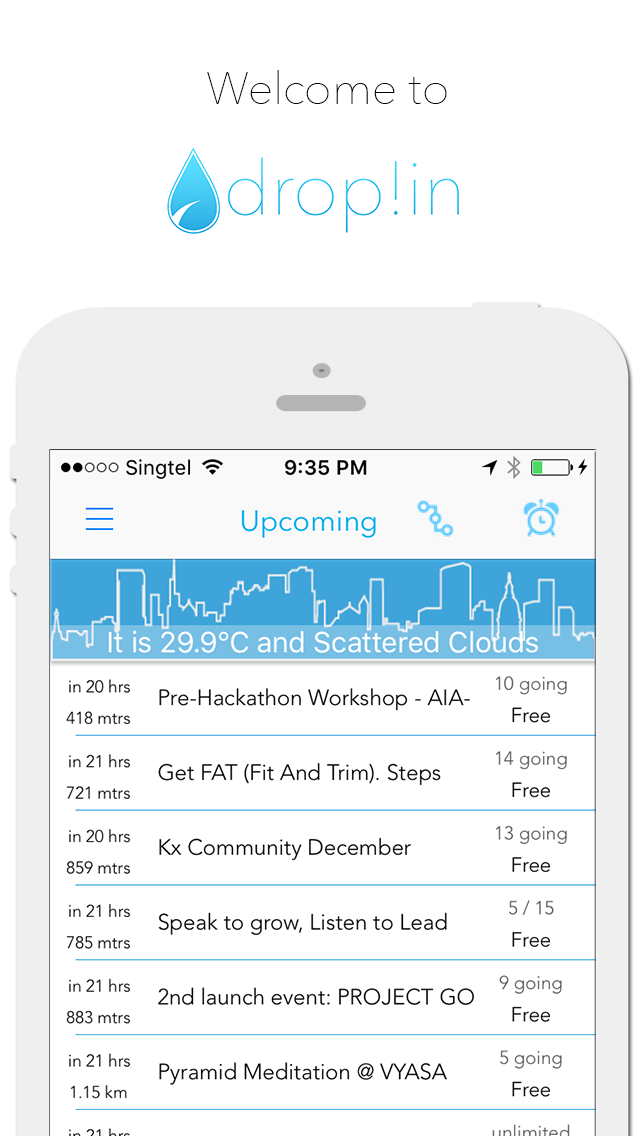 Welcome to
drop!in
Singtel 9:35 PM
Upcoming
It is 29.9°C and Scattered Clouds
in 20 hrs
418 mtrs
Pre-Hackathon Workshop - AIA-
10 going
Free
in 21 hrs
721 mtrs
Get FAT (Fit And Trim). Steps
14 going
Free
in 20 hrs
859 mtrs
Kx Community December
13 going
Free
in 21 hrs
785 mtrs
Speak to grow, Listen to Lead
5 / 15
Free
in 21 hrs
883 mtrs
2nd launch event: PROJECT GO
9 going
Free
in 21 hrs
1.15 km
Pyramid Meditation @ VYASA
5 going
Free
in 21 hrs
unlimited